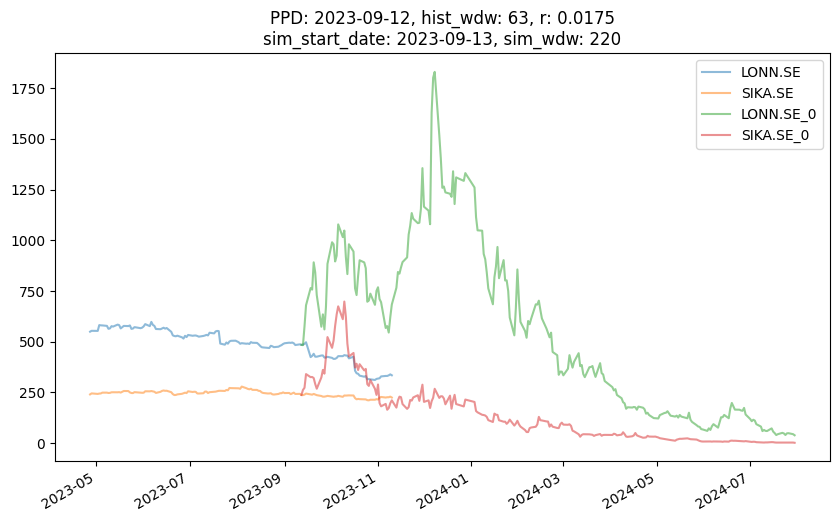 PPD: 2023-09-12, hist_wdw: 63, r: 0.0175
sim_start_date: 2023-09-13, sim_wdw: 220
LONN.SE
SIKA.SE
LONN.SE_0
SIKA.SE_0
1750
1500
1250
1000
750
500
250
0
2023-05
2023-07
2023-09
2023-11
2024-01
2024-03
2024-05
2024-07